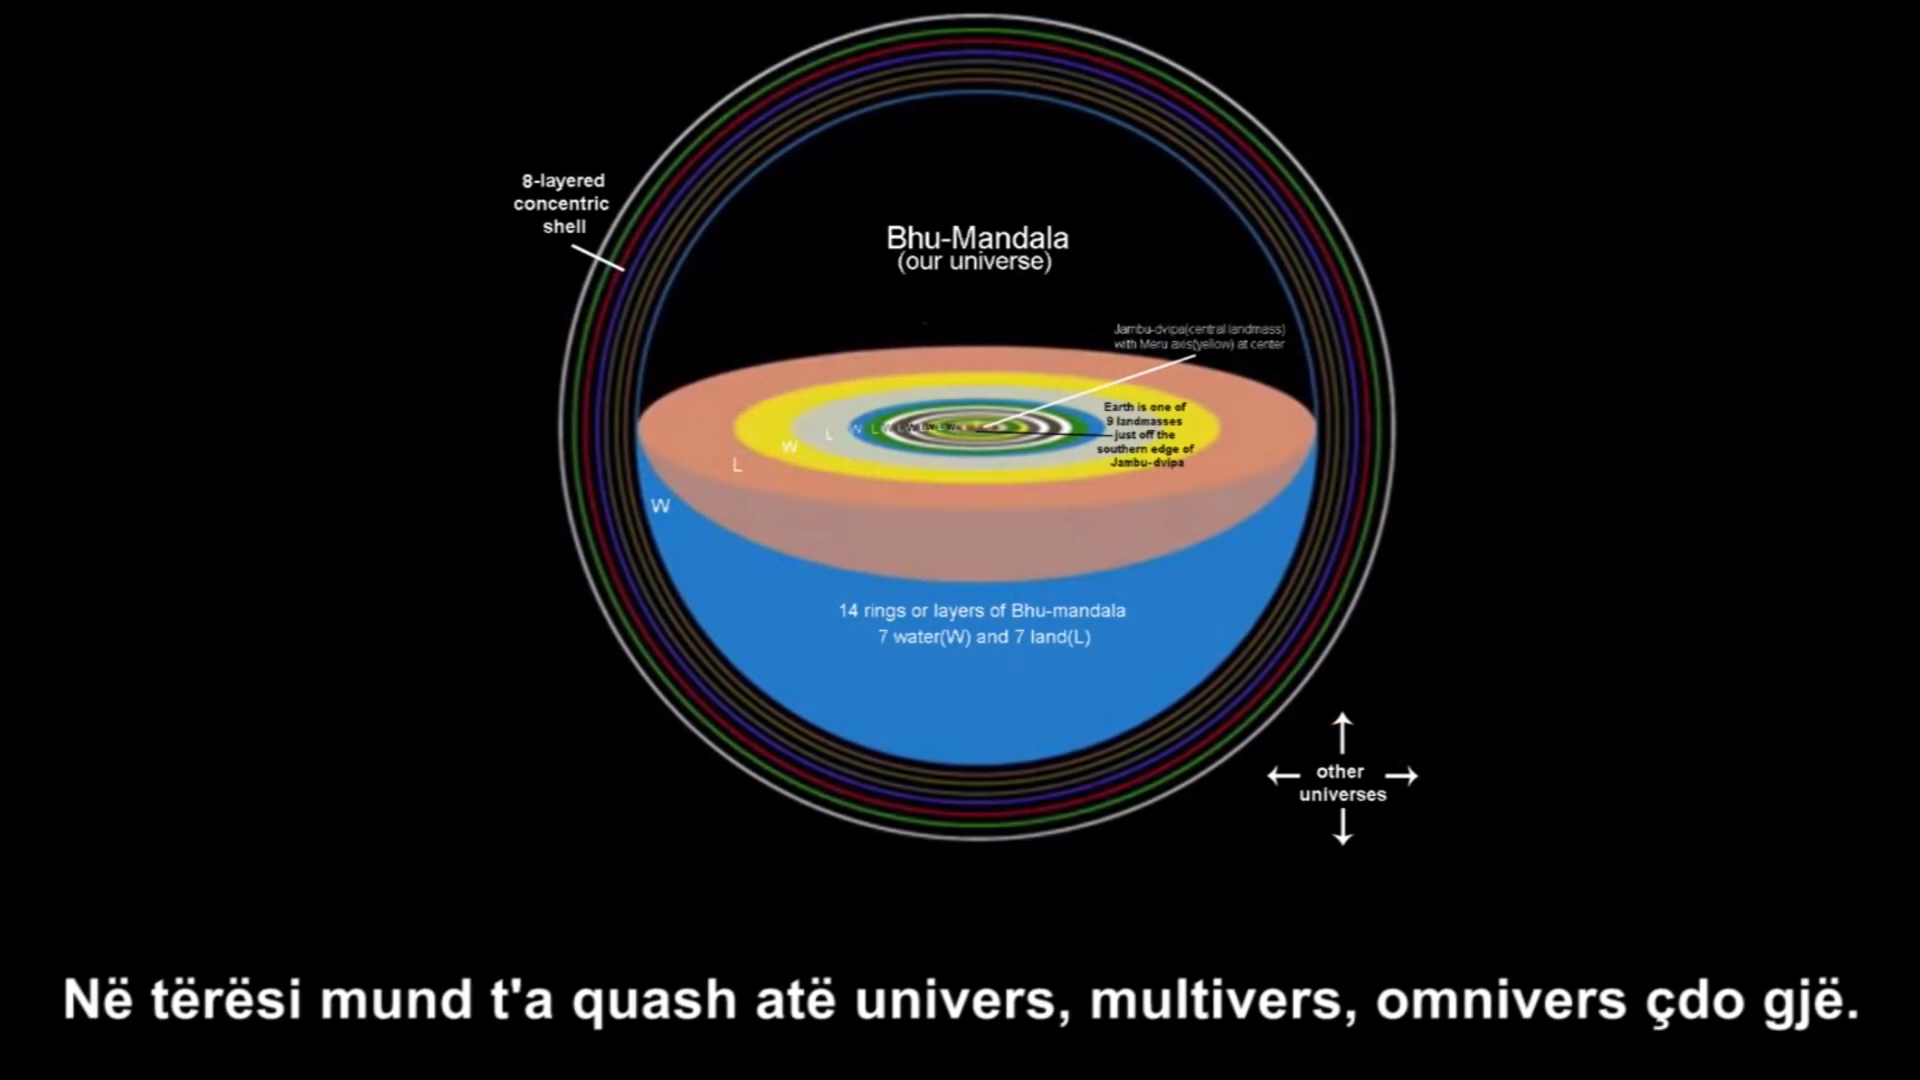 8-layered
concentric
shell
Bhu-Mandala
(our universe)
Jambu-dvipa(central landmass)
with Meru axis(yellow) at center
Earth is one of
9 landmasses
just off the
southern edge of
Jambu-dvipa
L
W
L
W
L
W
14 rings or layers of Bhu-mandala
7 water(W) and 7 land(L)
other
universes
Në tërësi mund t'a quash atë univers, multivers, omnivers çdo gjë.